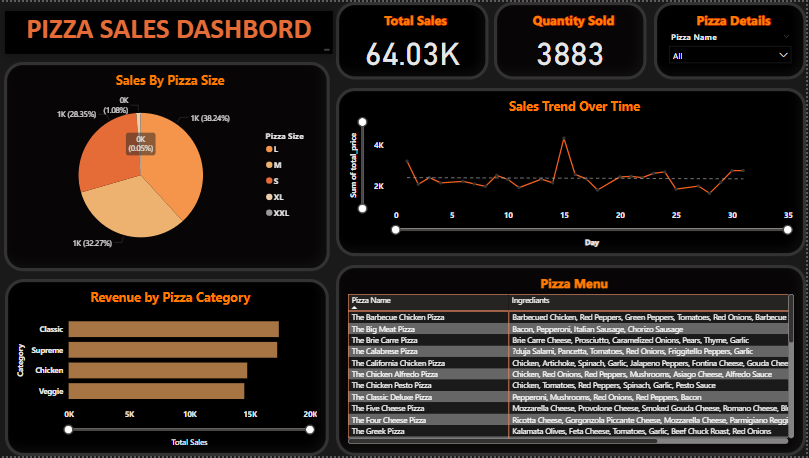 PIZZA SALES DASHBORD
Total Sales
64.03K
Quantity Sold
3883
Pizza Details
Pizza Name
All
Sales By Pizza Size
0K
(1.08%)
1K (28.35%)
1K (38.24%)
0K
(0.05%)
1K (32.27%)
Pizza Size
L
M
S
XL
XXL
Sales Trend Over Time
Sum of total_price
4K
2K
0 5 10 15 20 25 30 35
Day
Revenue by Pizza Category
Category
Classic
Supreme
Chicken
Veggie
0K 5K 10K 15K 20K
Total Sales
Pizza Menu
Pizza Name Ingrediants
The Barbecue Chicken Pizza Barbecued Chicken, Red Peppers, Green Peppers, Tomatoes, Red Onions, Barbecue
The Big Meat Pizza Bacon, Pepperoni, Italian Sausage, Chorizo Sausage
The Brie Carre Pizza Brie Carre Cheese, Prosciutto, Caramelized Onions, Pears, Thyme, Garlic
The Calabrese Pizza ?duja Salami, Pancetta, Tomatoes, Red Onions, Friggitello Peppers, Garlic
The California Chicken Pizza Chicken, Artichoke, Spinach, Garlic, Jalapeno Peppers, Fontina Cheese, Gouda Chee
The Chicken Alfredo Pizza Chicken, Red Onions, Red Peppers, Mushrooms, Asiago Cheese, Alfredo Sauce
The Chicken Pesto Pizza Chicken, Tomatoes, Red Peppers, Spinach, Garlic, Pesto Sauce
The Classic Deluxe Pizza Pepperoni, Mushrooms, Red Onions, Red Peppers, Bacon
The Five Cheese Pizza Mozzarella Cheese, Provolone Cheese, Smoked Gouda Cheese, Romano Cheese, Bl
The Four Cheese Pizza Ricotta Cheese, Gorgonzola Piccante Cheese, Mozzarella Cheese, Parmigiano Reggi
The Greek Pizza Kalamata Olives, Feta Cheese, Tomatoes, Garlic, Beef Chuck Roast, Red Onions